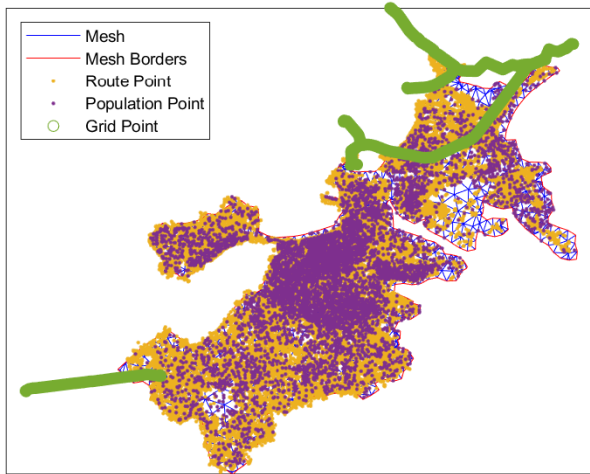 Mesh
Mesh Borders
Route Point
Population Point
Grid Point